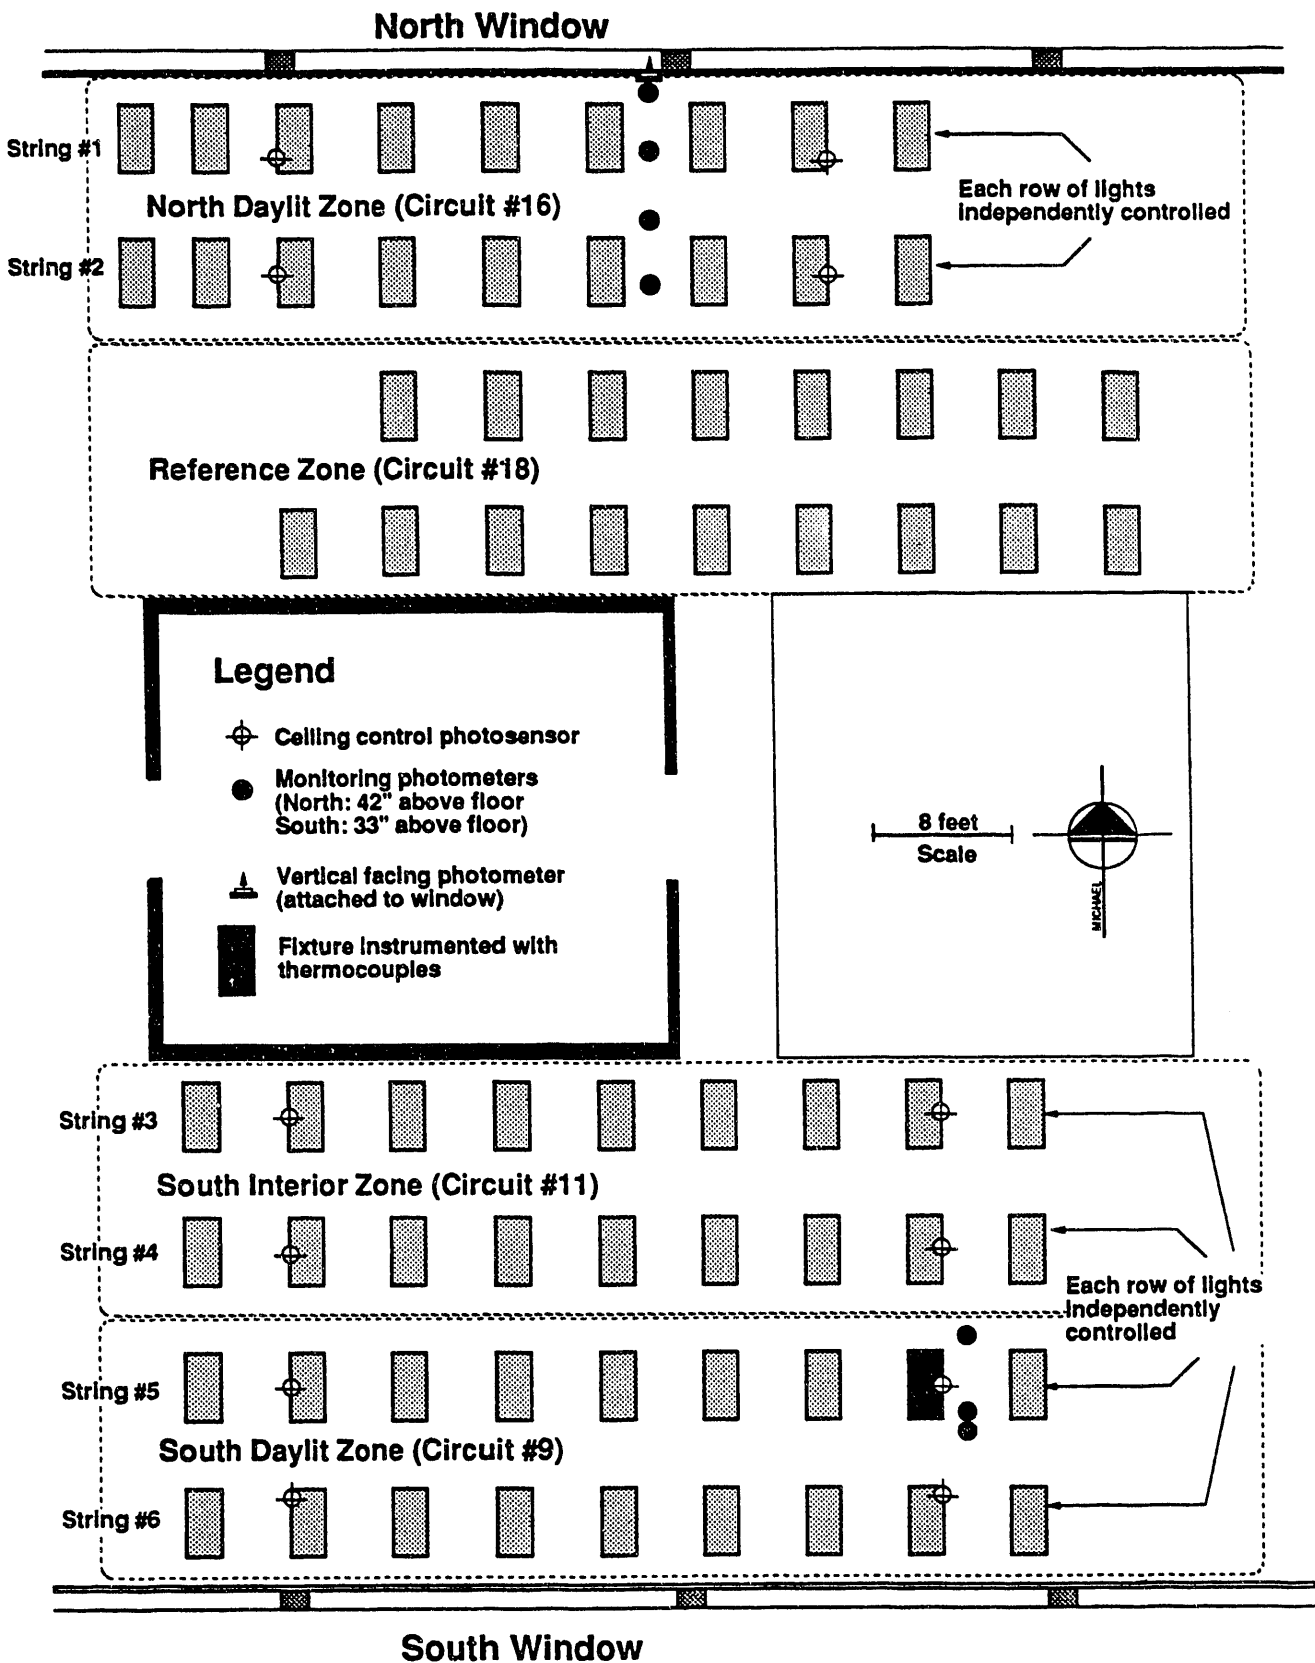 North Window
String #1
Each row of lights
independently controlled
North Daylit Zone (Circuit #16)
String #2
Reference Zone (Circuit #18)
Legend
Ceiling control photosensor
Monitoring photometers
(North: 42" above floor
South: 33" above floor)
Vertical facing photometer
(attached to window)
Fixture instrumented with
thermocouples
8 feet
Scale
MICHAEL
String #3
South Interior Zone (Circuit #11)
String #4
Each row of lights
independently
controlled
String #5
South Daylit Zone (Circuit #9)
String #6
South Window